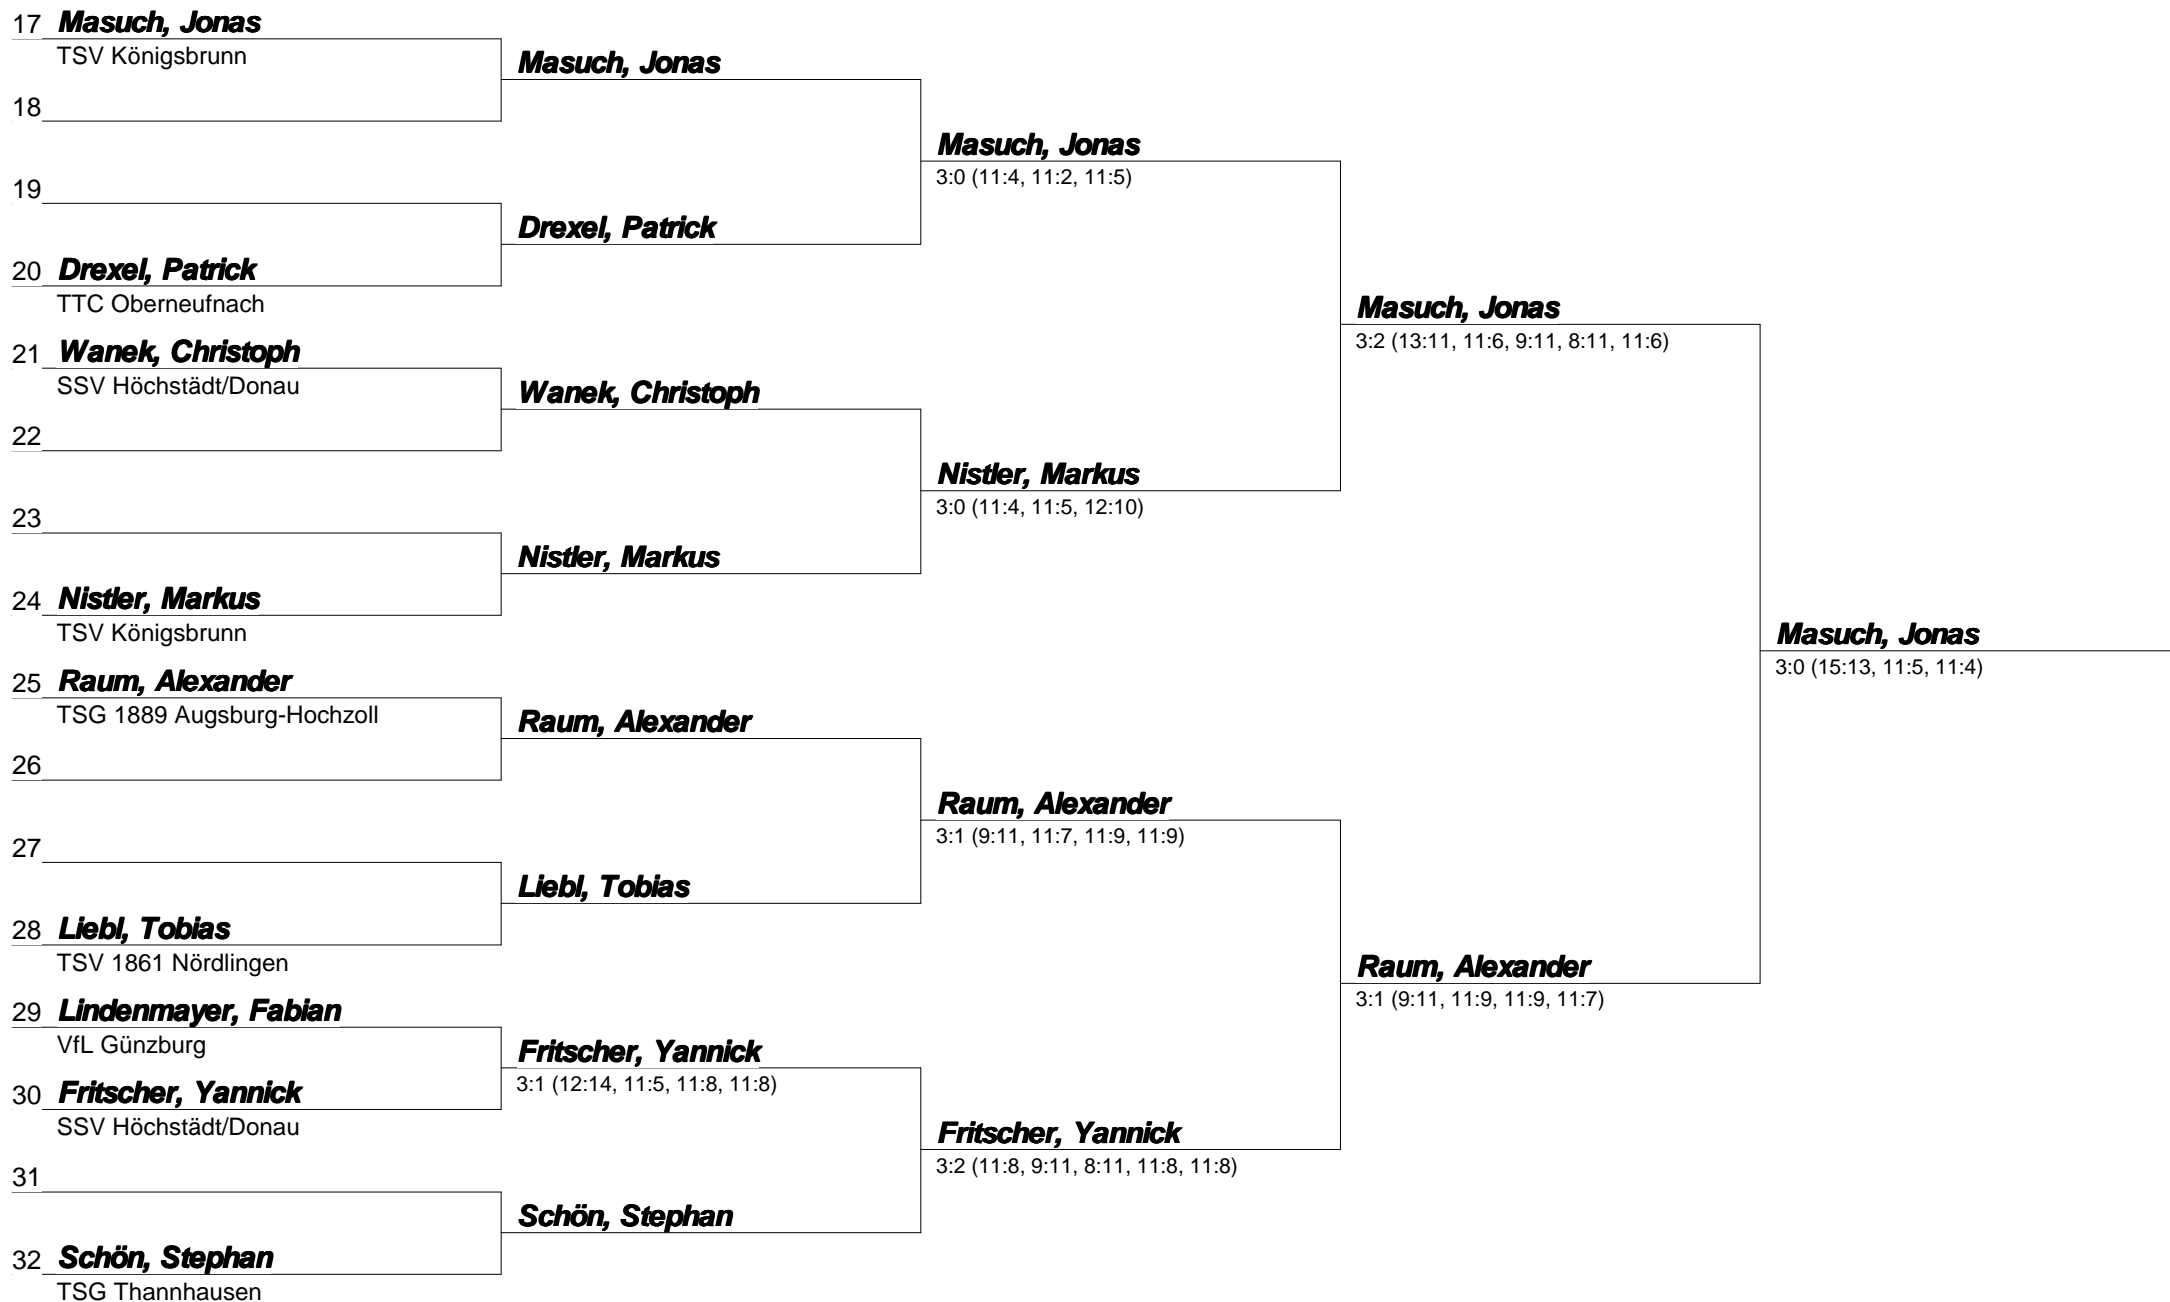 17 Masuch, Jonas
TSV Königsbrunn
Masuch, Jonas
18
Masuch, Jonas
3:0 (11:4, 11:2, 11:5)
19
Drexel, Patrick
20 Drexel, Patrick
TTC Oberneufnach
Masuch, Jonas
3:2 (13:11, 11:6, 9:11, 8:11, 11:6)
21 Wanek, Christoph
SSV Höchstädt/Donau
Wanek, Christoph
22
Nistler, Markus
3:0 (11:4, 11:5, 12:10)
23
Nistler, Markus
24 Nistler, Markus
TSV Königsbrunn
Masuch, Jonas
3:0 (15:13, 11:5, 11:4)
25 Raum, Alexander
TSG 1889 Augsburg-Hochzoll
Raum, Alexander
26
Raum, Alexander
3:1 (9:11, 11:7, 11:9, 11:9)
27
Liebl, Tobias
28 Liebl, Tobias
TSV 1861 Nördlingen
Raum, Alexander
3:1 (9:11, 11:9, 11:9, 11:7)
29 Lindenmayer, Fabian
VfL Günzburg
Fritscher, Yannick
3:1 (12:14, 11:5, 11:8, 11:8)
30 Fritscher, Yannick
SSV Höchstädt/Donau
Fritscher, Yannick
3:2 (11:8, 9:11, 8:11, 11:8, 11:8)
31
Schön, Stephan
32 Schön, Stephan
TSG Thannhausen